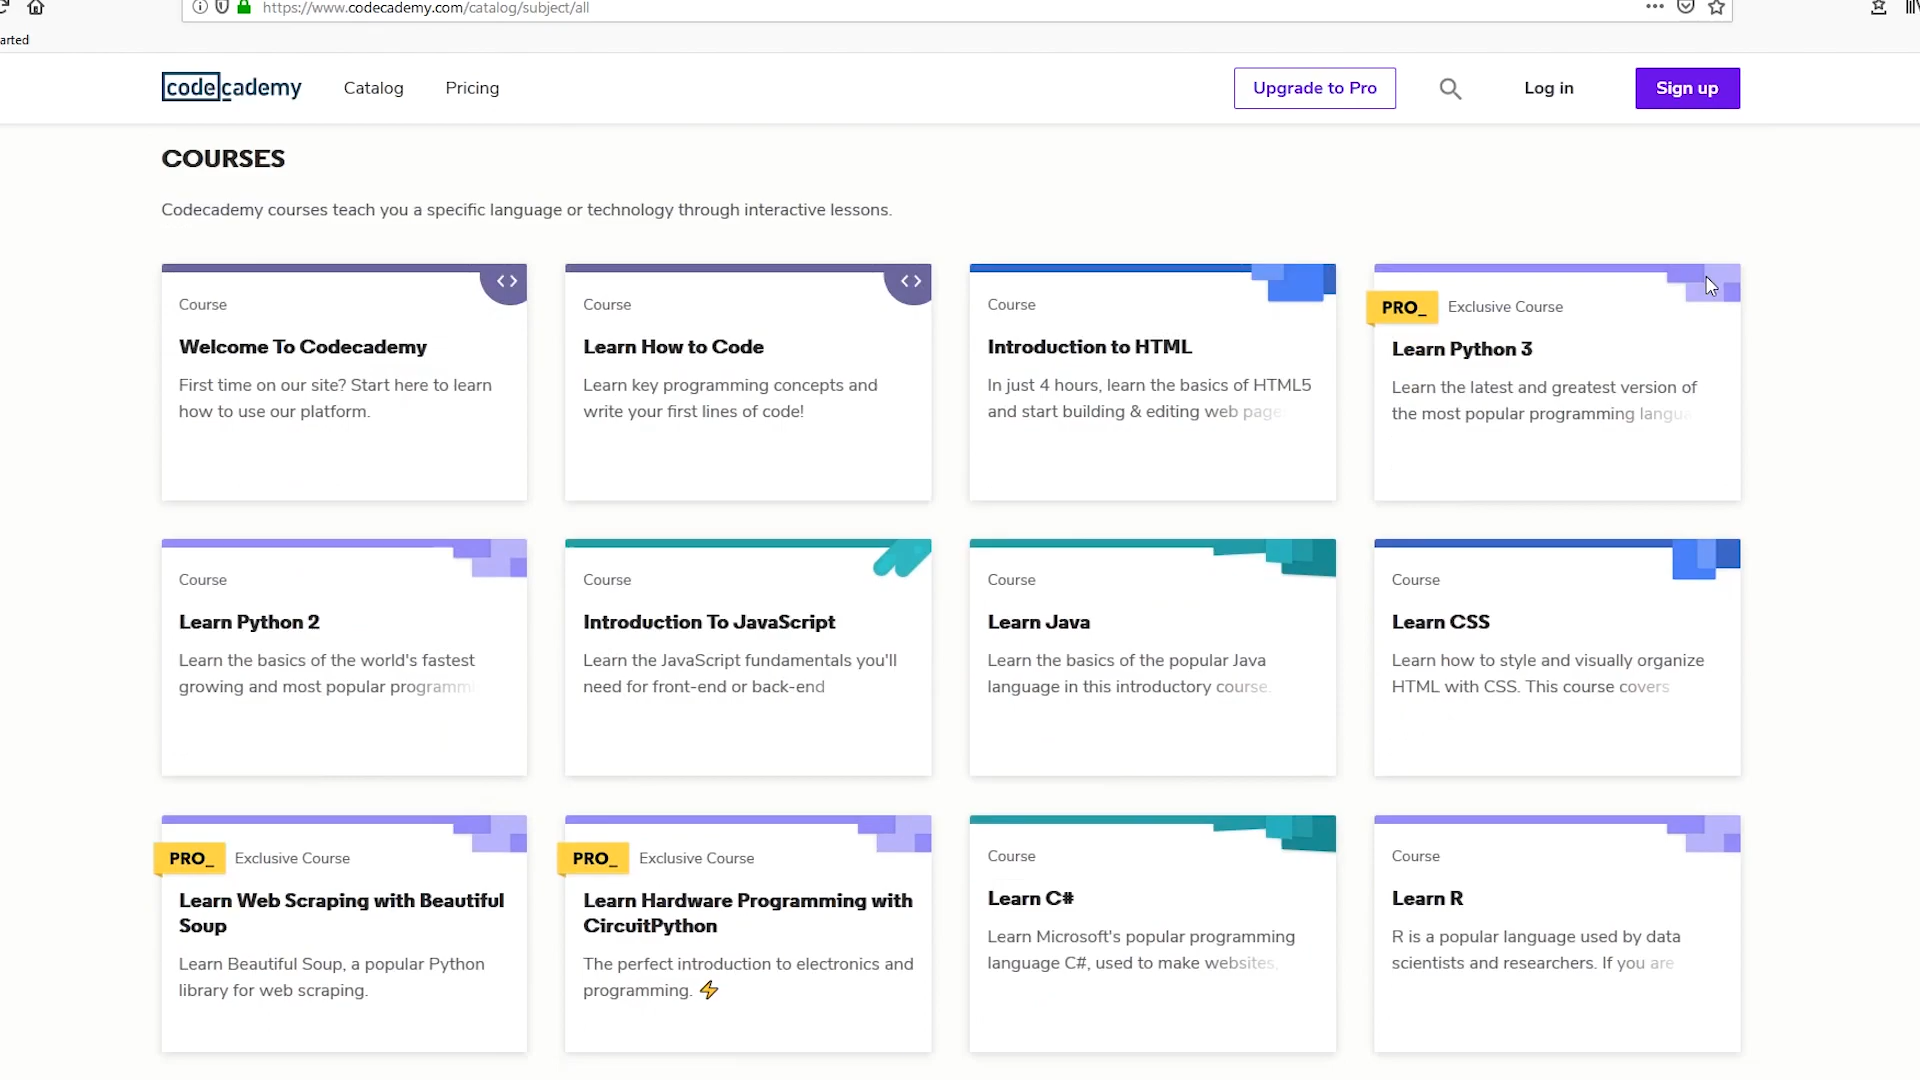 https://www.codecademy.com/catalog/subject/all
arted
codecademy Catalog Pricing Upgrade to Pro Log in Sign up
COURSES
Codecademy courses teach you a specific language or technology through interactive lessons.
Course
Welcome To Codecademy
First time on our site? Start here to learn
how to use our platform.
Course
Learn How to Code
Learn key programming concepts and
write your first lines of code!
Course
Introduction to HTML
In just 4 hours, learn the basics of HTML5
and start building & editing web page
PRO_ Exclusive Course
Learn Python 3
Learn the latest and greatest version of
the most popular programming langua
Course
Learn Python 2
Learn the basics of the world's fastest
growing and most popular programmi
Course
Introduction To JavaScript
Learn the JavaScript fundamentals you'll
need for front-end or back-end
Course
Learn Java
Learn the basics of the popular Java
language in this introductory course.
Course
Learn CSS
Learn how to style and visually organize
HTML with CSS. This course covers
PRO_ Exclusive Course
Learn Web Scraping with Beautiful
Soup
Learn Beautiful Soup, a popular Python
library for web scraping.
PRO_ Exclusive Course
Learn Hardware Programming with
CircuitPython
The perfect introduction to electronics and
programming. ⚡
Course
Learn C#
Learn Microsoft's popular programming
language C#, used to make websites,
Course
Learn R
R is a popular language used by data
scientists and researchers. If you are